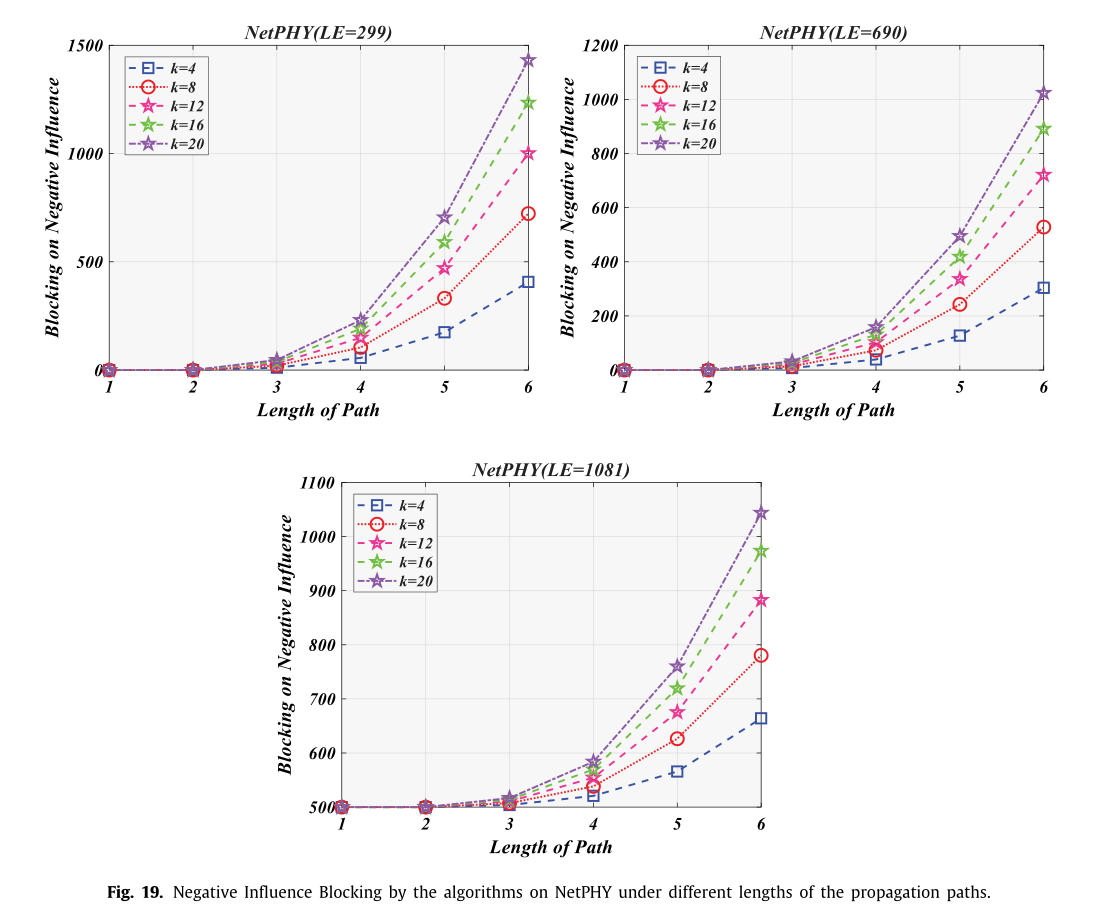 NetPHY(LE=299)
Blocking on Negative Influence
1500
1000
500
0
k=4
k=8
k=12
k=16
k=20
1 2 3 4 5 6
Length of Path
NetPHY(LE=690)
Blocking on Negative Influence
1200
1000
800
600
400
200
0
k=4
k=8
k=12
k=16
k=20
1 2 3 4 5 6
Length of Path
NetPHY(LE=1081)
Blocking on Negative Influence
1100
1000
900
800
700
600
500
k=4
k=8
k=12
k=16
k=20
1 2 3 4 5 6
Length of Path
Fig. 19. Negative Influence Blocking by the algorithms on NetPHY under different lengths of the propagation paths.